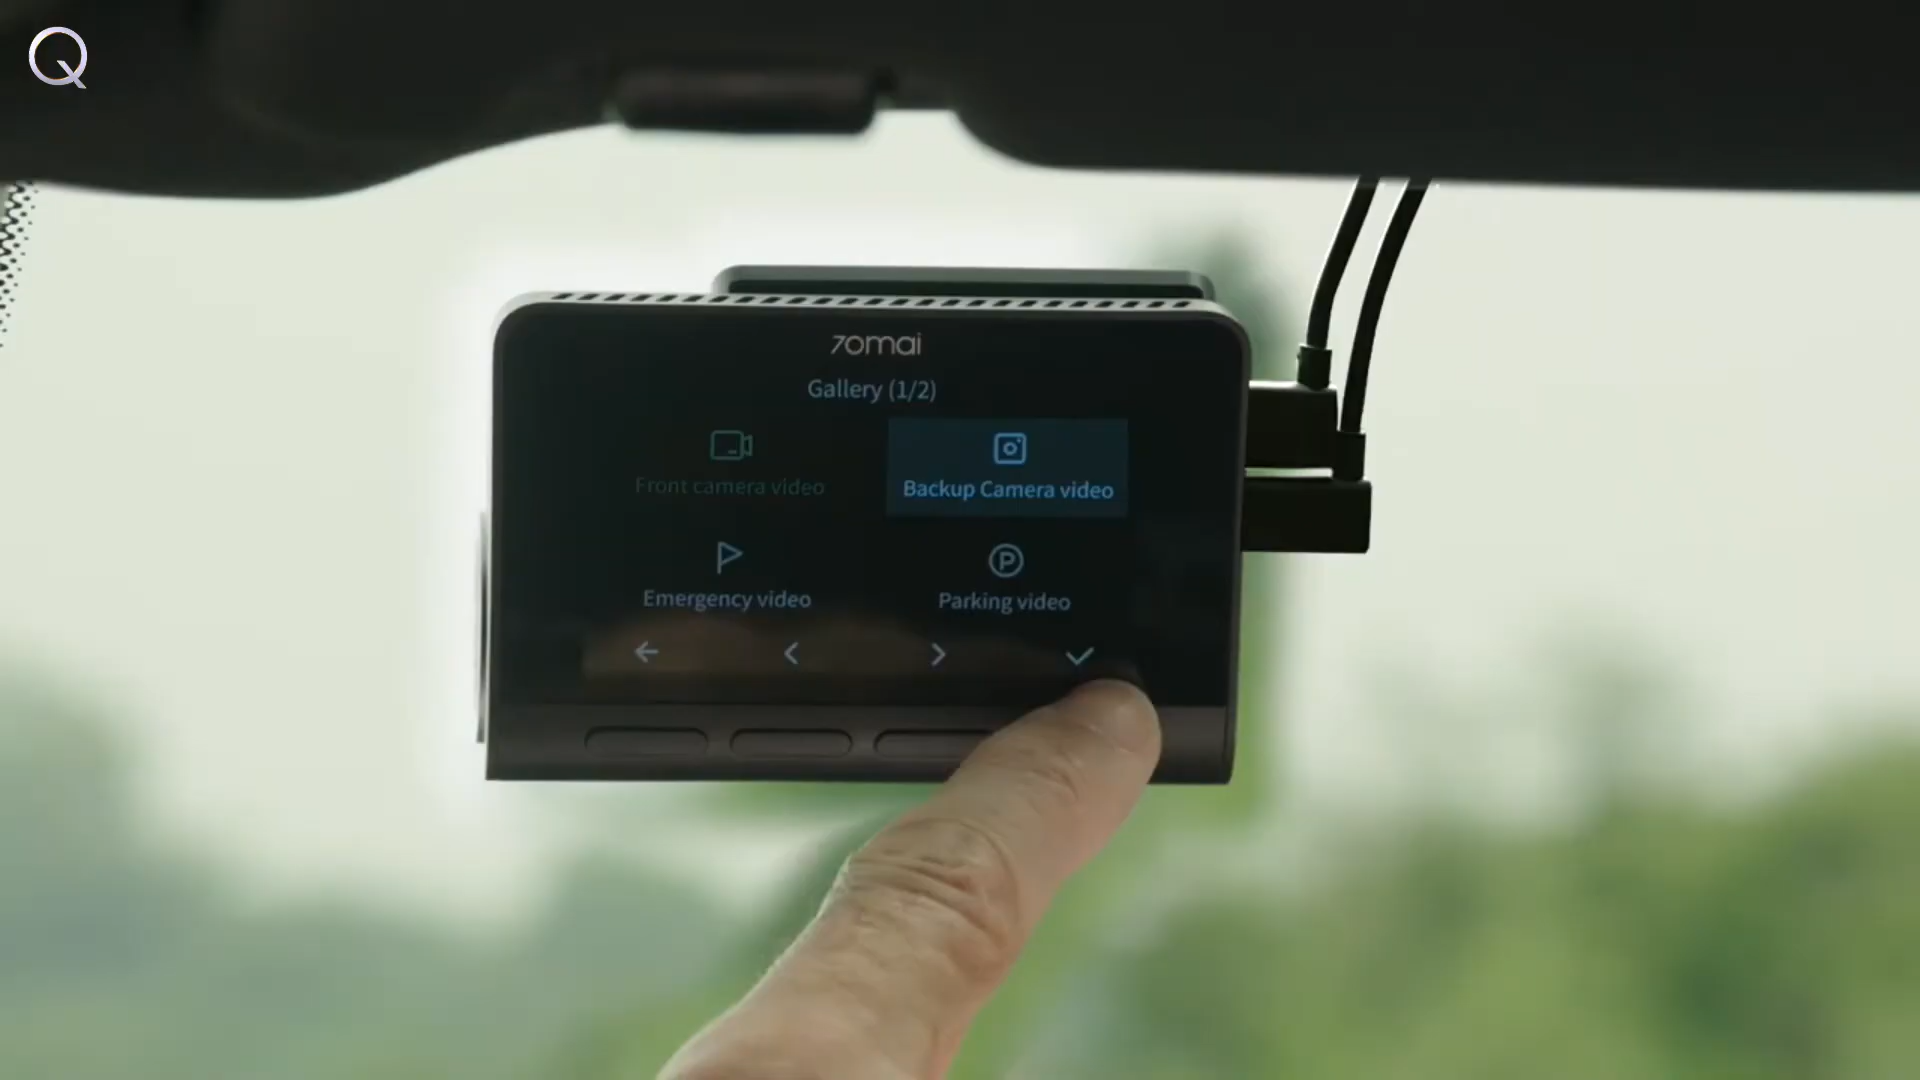 Q
70mai
Gallery (1/2)
Front camera video
Backup Camera video
Emergency video
Parking video